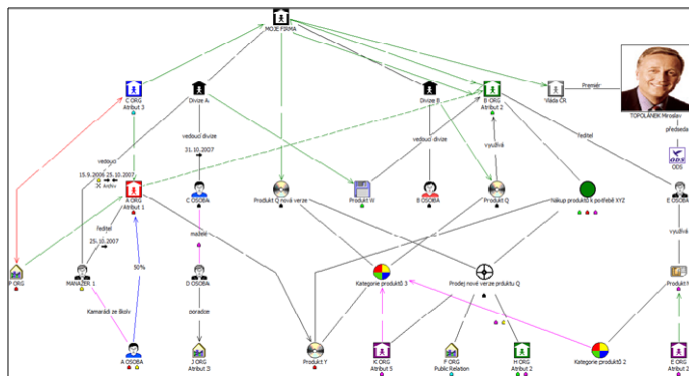 MOJE FIRMA
C ORG
Atribut 3
Divize A
Divize B
B ORG
Atribut 2
Vláda ČR
Premiér
TOPOLÁNEK Miroslav
předseda
ODS
ODS
vedoucí
15.9.2006 25.10.2007
Archiv
vedoucí divize
31.10.2007
vedoucí divize
využívá
ředitel
A ORG
Atribut 1
C OSOBA
Produkt Q nová verze
Produkt W
B OSOBA
Produkt Q
Nákup produktů k potřebě XYZ
E OSOBA
ředitel
25.10.2007
manželé
využívá
P ORG
MANAŽER 1
50%
D OSOBA
Kategorie produktů 3
Prodej nové verze produktu Q
Kamarádi ze školy
poradce
A OSOBA
J ORG
Atribut 3
Produkt Y
K ORG
Atribut 5
F ORG
Public Relation
H ORG
Atribut 2
Kategorie produktů 2
E ORG